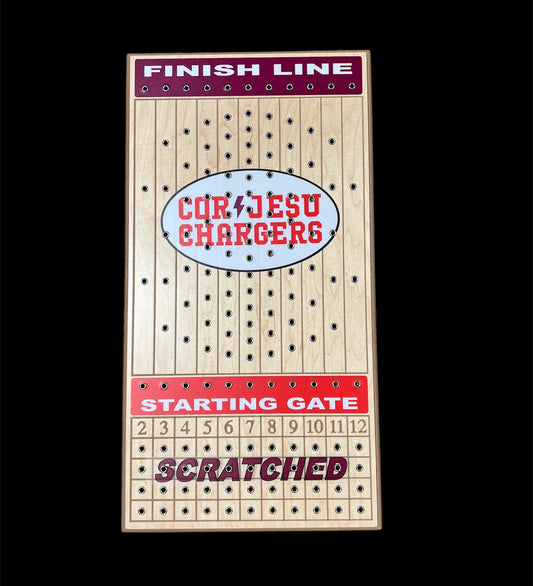 FINISH LINE
COR JESU
CHARGERS
STARTING GATE
2 3 4 5 6 7 8 9 10 11 12
SCRATCHED